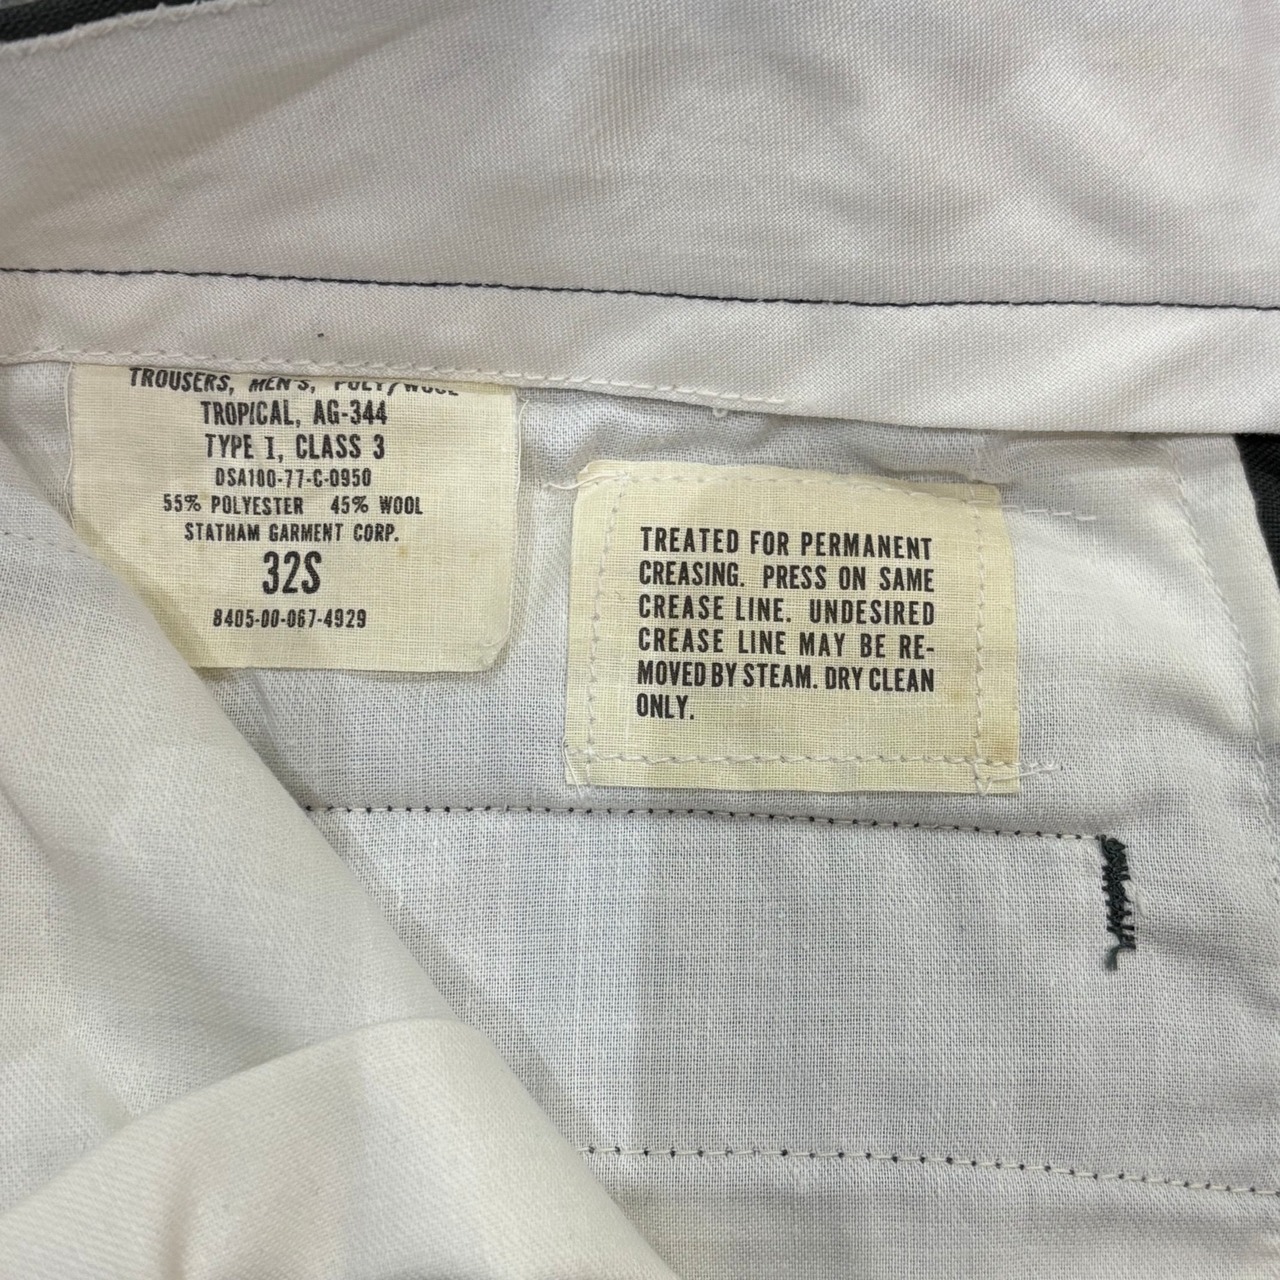 TROUSERS, MEN'S, POLY/WOOL
TROPICAL, AG-344
TYPE I, CLASS 3
DSA100-77-C-0950
55% POLYESTER 45% WOOL
STATHAM GARMENT CORP.
32S
8405-00-067-4929
TREATED FOR PERMANENT
CREASING. PRESS ON SAME
CREASE LINE. UNDESIRED
CREASE LINE MAY BE RE-
MOVED BY STEAM. DRY CLEAN
ONLY.